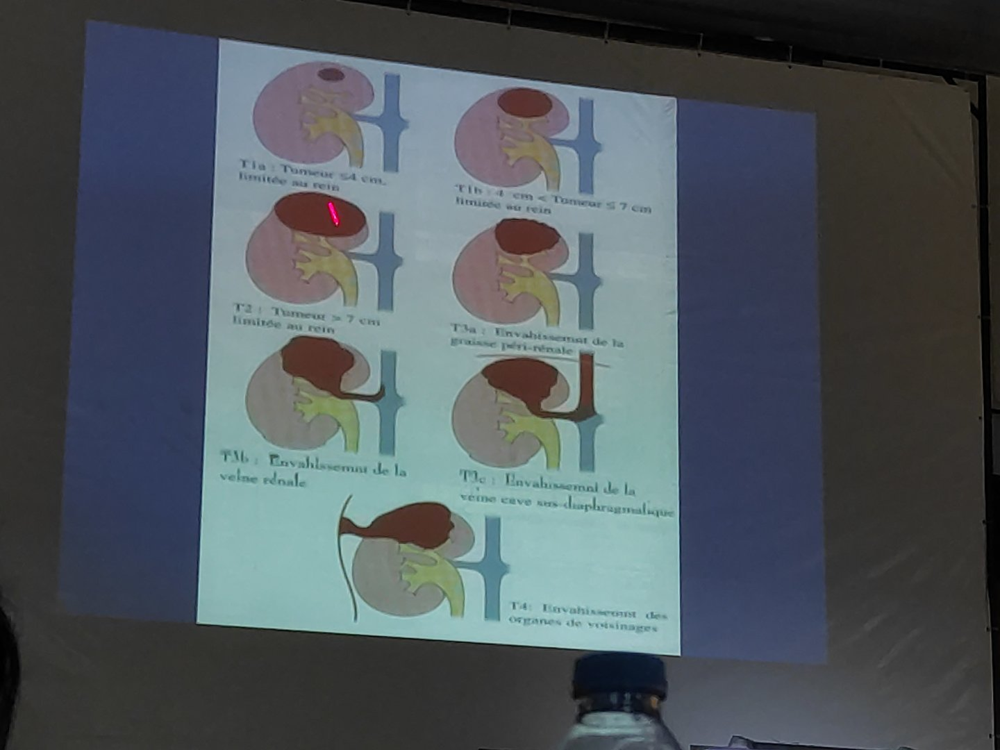 T1a : Tumeur ≤4 cm.
limitée au rein
T1b : 4 cm < Tumeur ≤ 7 cm
limitée au rein
T2 : Tumeur > 7 cm
limitée au rein
T3a : Envahissemnt de la
graisse péri-rénale
T3b : Envahissemnt de la
veine rénale
T3c : Envahissemnt de la
veine cave sus-diaphragmatique
T4: Envahissemnt des
organes de voisinages